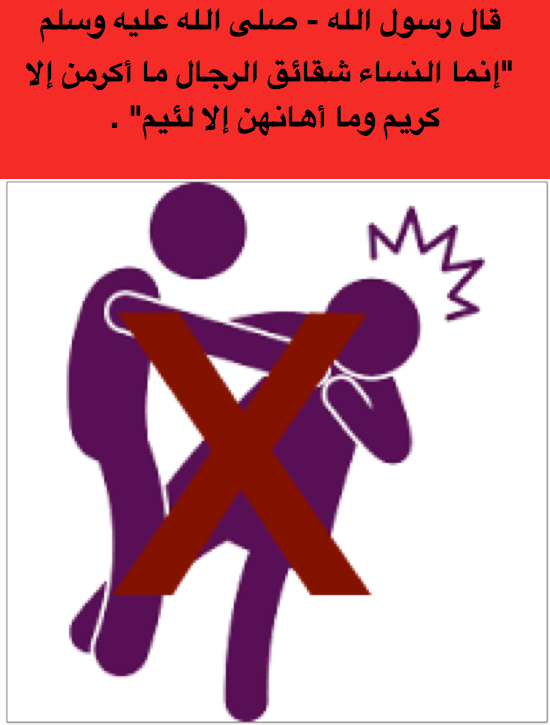 قال رسول الله - صلى الله عليه وسلم
"إنما النساء شقائق الرجال ما أكرمن إلا
كريم وما أهانهن إلا لئيم" .